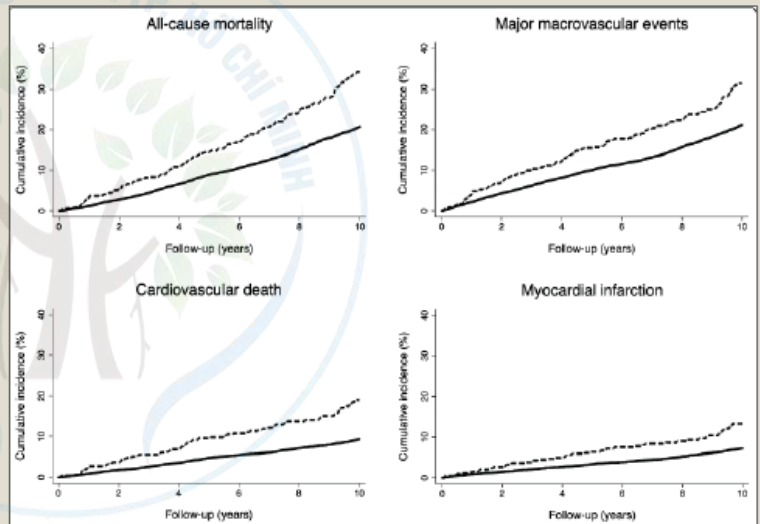 All-cause mortality
Cumulative incidence (%)
40
30
20
10
0
0 2 4 6 8 10
Follow-up (years)
Major macrovascular events
Cumulative incidence (%)
40
30
20
10
0
0 2 4 6 8 10
Follow-up (years)
Cardiovascular death
Cumulative incidence (%)
40
30
20
10
0
0 2 4 6 8 10
Follow-up (years)
Myocardial infarction
Cumulative incidence (%)
40
30
20
10
0
0 2 4 6 8 10
Follow-up (years)
HỒ CHÍ MINH